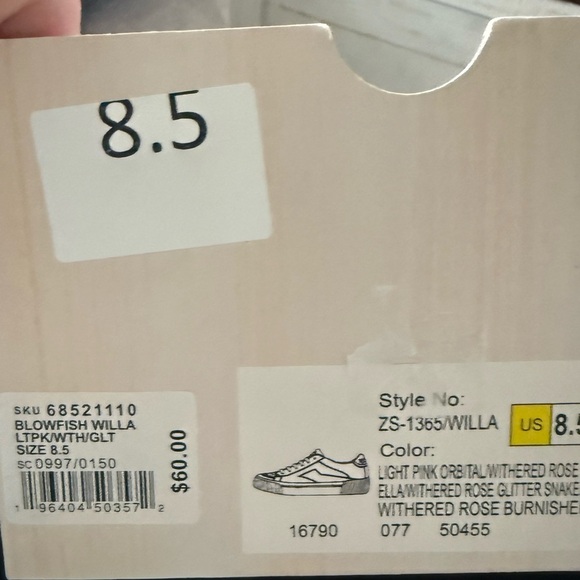 8.5
SKU 68521110
BLOWFISH WILLA
LTPK/WTH/GLT
SIZE 8.5
SC 0997/0150
$60.00
1 96404 50357 2
Style No:
ZS-1365/WILLA
US 8.5
Color:
LIGHT PINK ORBITAL/WITHERED ROSE
ELLA/WITHERED ROSE GLITTER SNAKE
WITHERED ROSE BURNISHE
16790 077 50455